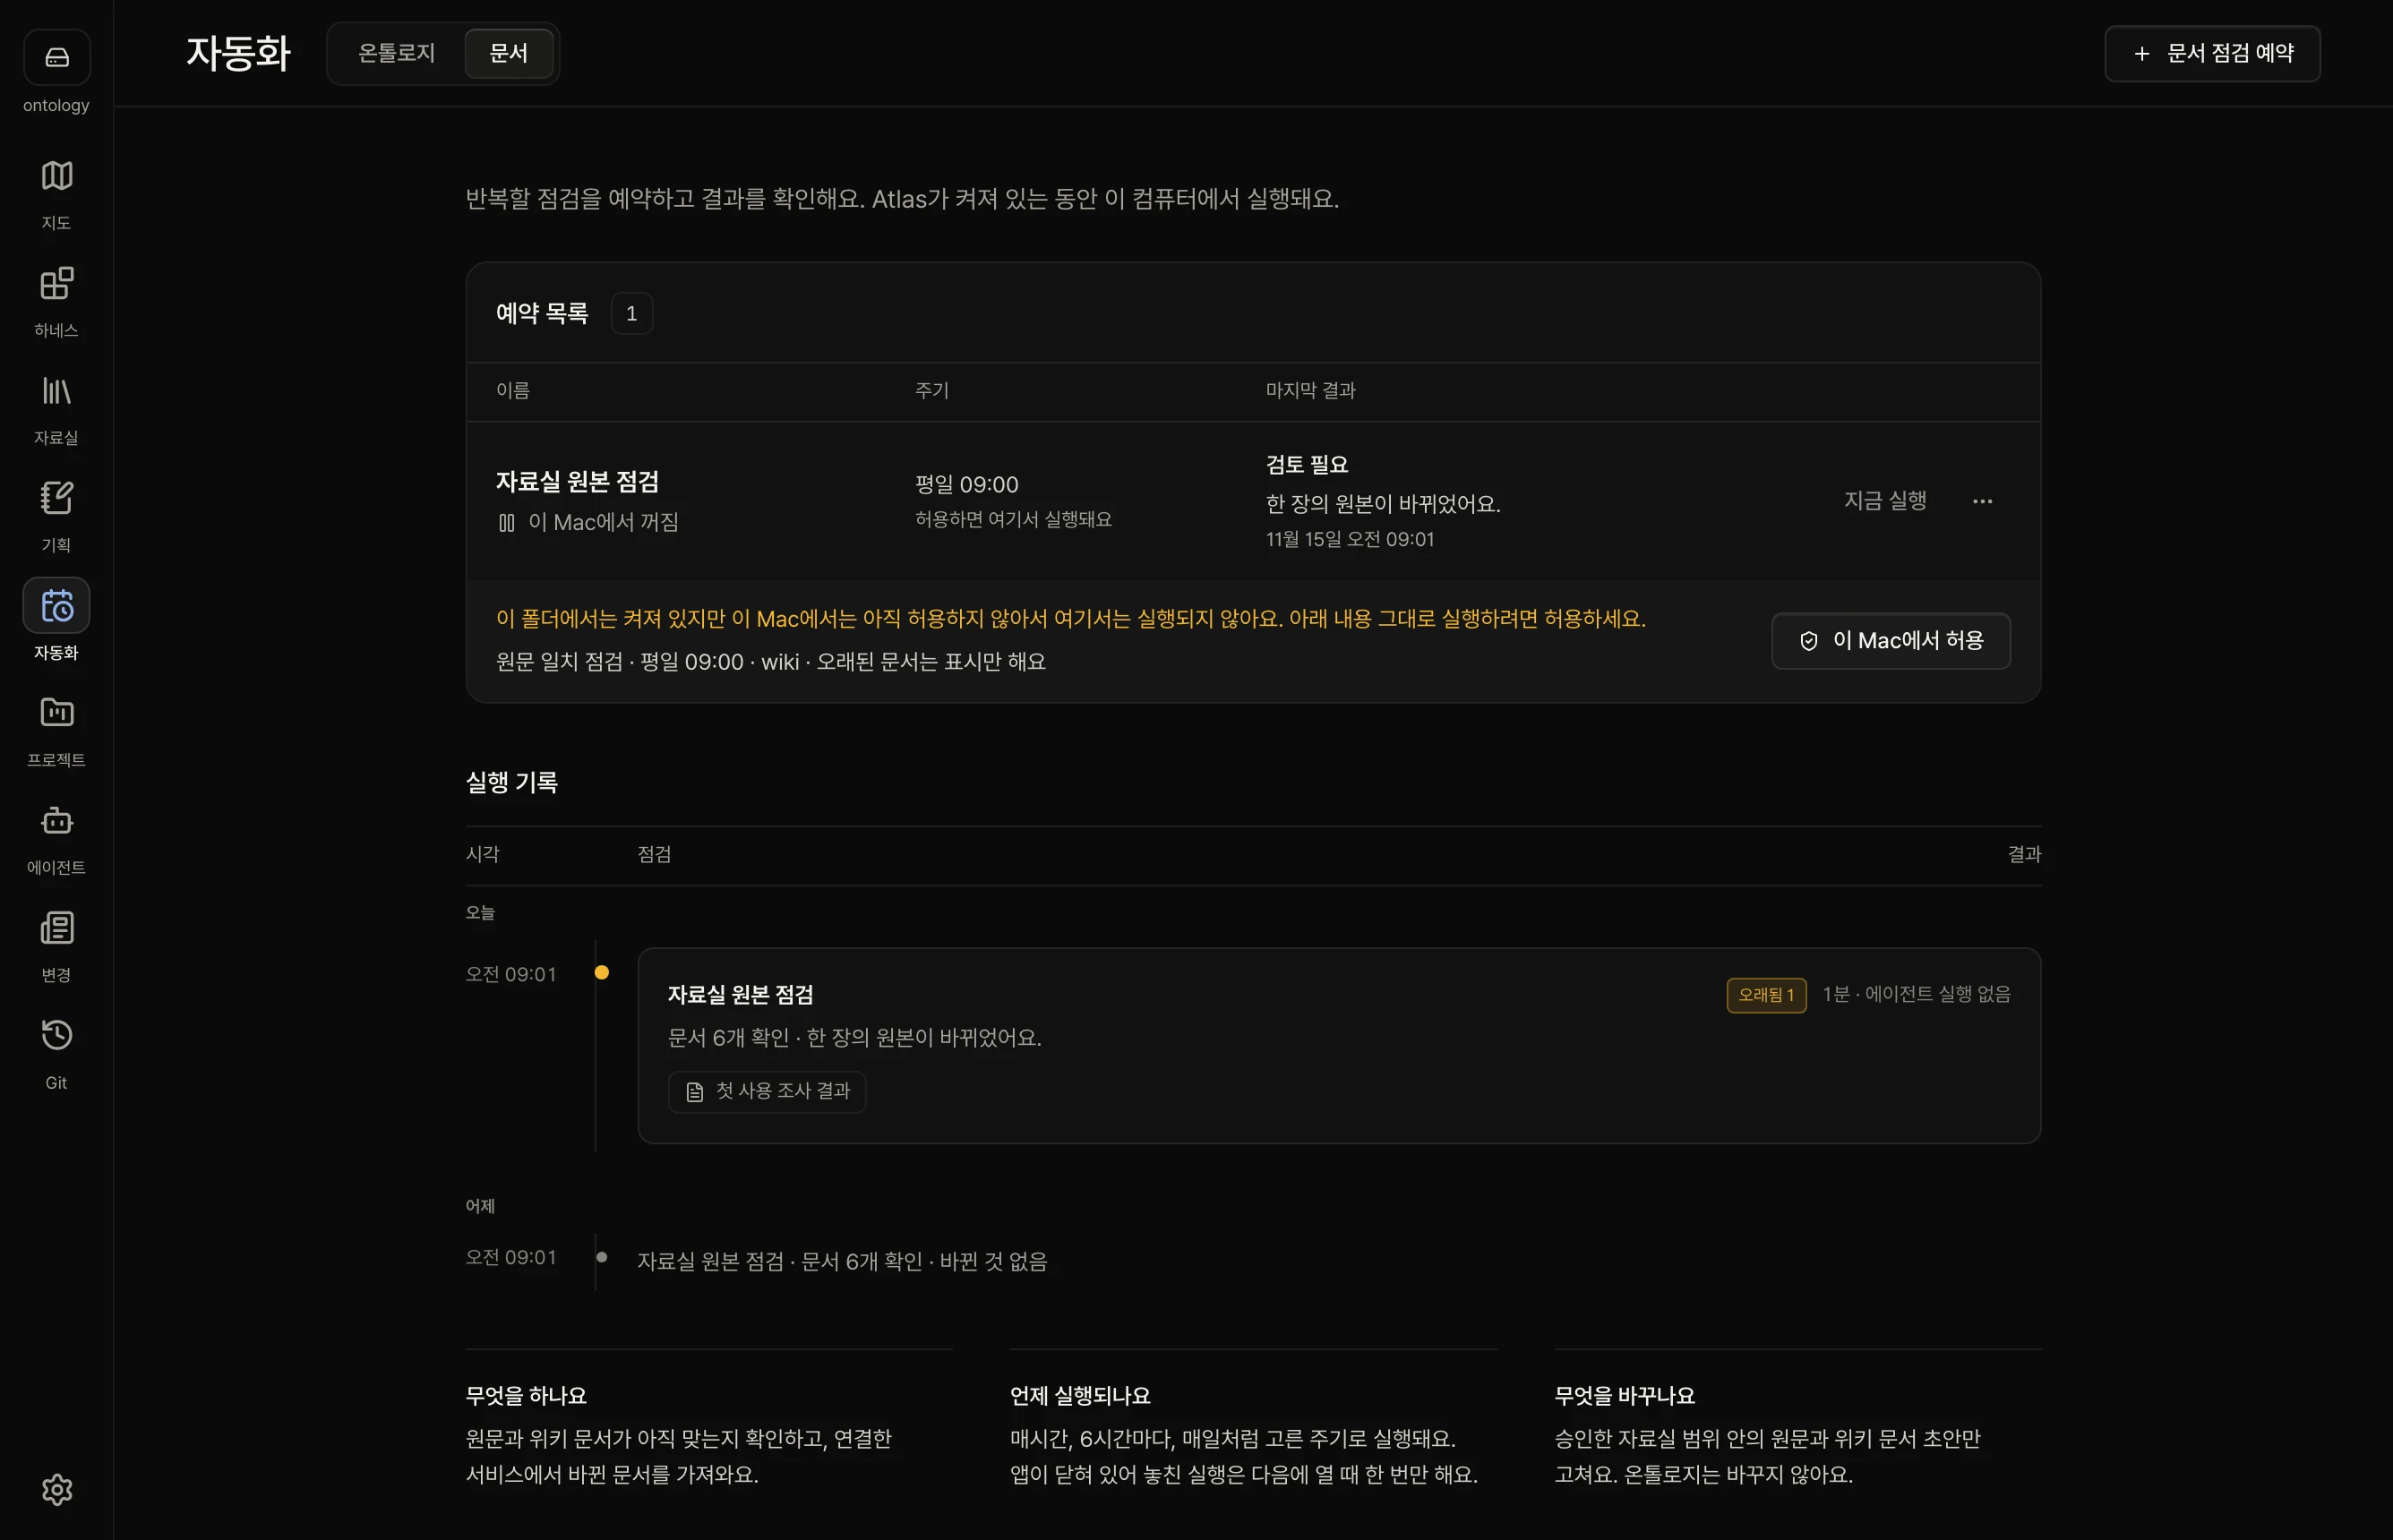 자동화
온톨로지
문서
+ 문서 점검 예약
ontology
지도
하네스
자료실
기획
자동화
프로젝트
에이전트
변경
Git
반복할 점검을 예약하고 결과를 확인해요. Atlas가 켜져 있는 동안 이 컴퓨터에서 실행돼요.
예약 목록 1
이름 주기 마지막 결과
자료실 원본 점검
이 Mac에서 꺼짐
평일 09:00
허용하면 여기서 실행돼요
검토 필요
한 장의 원본이 바뀌었어요.
11월 15일 오전 09:01
지금 실행 ···
이 폴더에서는 켜져 있지만 이 Mac에서는 아직 허용하지 않아서 여기서는 실행되지 않아요. 아래 내용 그대로 실행하려면 허용하세요.
원문 일치 점검 · 평일 09:00 · wiki · 오래된 문서는 표시만 해요
이 Mac에서 허용
실행 기록
시각 점검 결과
오늘
오전 09:01
자료실 원본 점검
오래됨 1 1분 · 에이전트 실행 없음
문서 6개 확인 · 한 장의 원본이 바뀌었어요.
첫 사용 조사 결과
어제
오전 09:01
자료실 원본 점검 · 문서 6개 확인 · 바뀐 것 없음
무엇을 하나요
원문과 위키 문서가 아직 맞는지 확인하고, 연결한
서비스에서 바뀐 문서를 가져와요.
언제 실행되나요
매시간, 6시간마다, 매일처럼 고른 주기로 실행돼요.
앱이 닫혀 있어 놓친 실행은 다음에 열 때 한 번만 해요.
무엇을 바꾸나요
승인한 자료실 범위 안의 원문과 위키 문서 초안만
고쳐요. 온톨로지는 바꾸지 않아요.